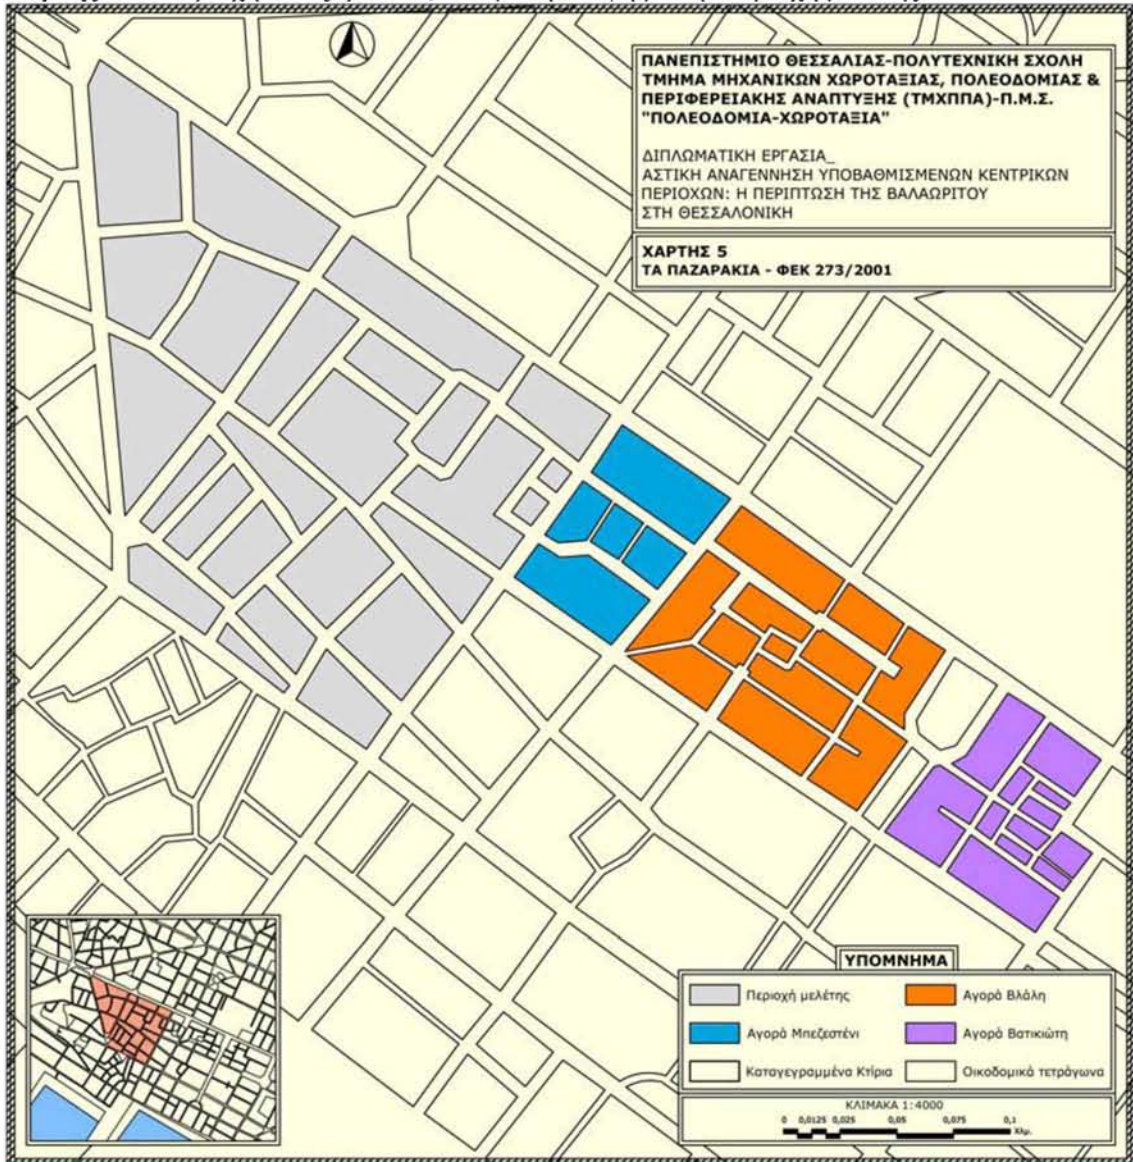 ΠΑΝΕΠΙΣΤΗΜΙΟ ΘΕΣΣΑΛΙΑΣ-ΠΟΛΥΤΕΧΝΙΚΗ ΣΧΟΛΗ
ΤΜΗΜΑ ΜΗΧΑΝΙΚΩΝ ΧΩΡΟΤΑΞΙΑΣ, ΠΟΛΕΟΔΟΜΙΑΣ &
ΠΕΡΙΦΕΡΕΙΑΚΗΣ ΑΝΑΠΤΥΞΗΣ (ΤΜΧΠΠΑ)-Π.Μ.Σ.
"ΠΟΛΕΟΔΟΜΙΑ-ΧΩΡΟΤΑΞΙΑ"
ΔΙΠΛΩΜΑΤΙΚΗ ΕΡΓΑΣΙΑ_
ΑΣΤΙΚΗ ΑΝΑΓΕΝΝΗΣΗ ΥΠΟΒΑΘΜΙΣΜΕΝΩΝ ΚΕΝΤΡΙΚΩΝ
ΠΕΡΙΟΧΩΝ: Η ΠΕΡΙΠΤΩΣΗ ΤΗΣ ΒΑΛΑΩΡΙΤΟΥ
ΣΤΗ ΘΕΣΣΑΛΟΝΙΚΗ
ΧΑΡΤΗΣ 5
ΤΑ ΠΑΖΑΡΑΚΙΑ - ΦΕΚ 273/2001
ΥΠΟΜΝΗΜΑ
Περιοχή μελέτης Αγορά Βλάλη
Αγορά Μπεζεστένι Αγορά Βατικιώτη
Καταγεγραμμένα Κτίρια Οικοδομικά τετράγωνα
ΚΛΙΜΑΚΑ 1:4000
0 0,0125 0,025 0,05 0,075 0,1
Χλμ.